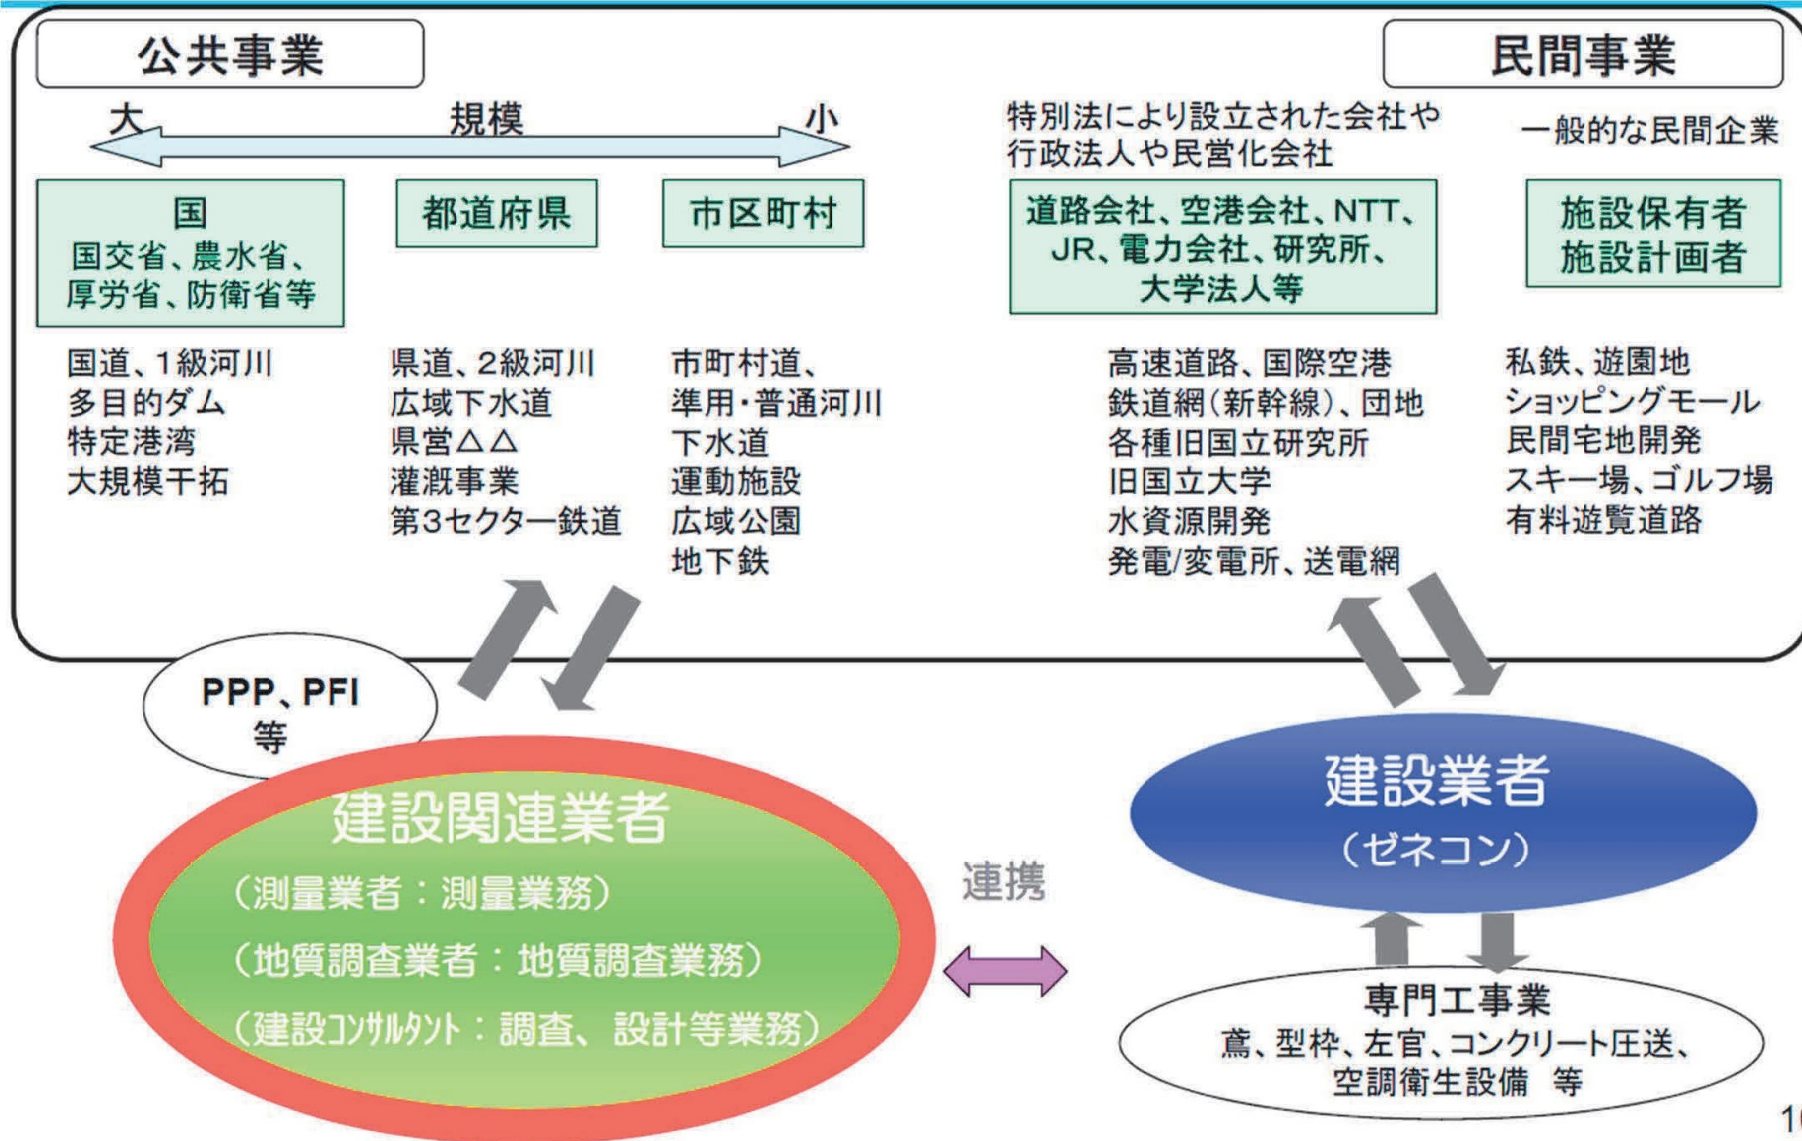 公共事業
民間事業
大
規模
小
特別法により設立された会社や
行政法人や民営化会社
一般的な民間企業
国
国交省、農水省、
厚労省、防衛省等
都道府県
市区町村
道路会社、空港会社、NTT、
JR、電力会社、研究所、
大学法人等
施設保有者
施設計画者
国道、1級河川
多目的ダム
特定港湾
大規模干拓
県道、2級河川
広域下水道
県営△△
灌漑事業
第3セクター鉄道
市町村道、
準用・普通河川
下水道
運動施設
広域公園
地下鉄
高速道路、国際空港
鉄道網(新幹線)、団地
各種旧国立研究所
旧国立大学
水資源開発
発電/変電所、送電網
私鉄、遊園地
ショッピングモール
民間宅地開発
スキー場、ゴルフ場
有料遊覧道路
PPP、PFI
等
建設関連業者
（測量業者：測量業務）
（地質調査業者：地質調査業務）
（建設ｺﾝｻﾙﾀﾝﾄ：調査、設計等業務）
連携
建設業者
（ゼネコン）
専門工事業
鳶、型枠、左官、コンクリート圧送、
空調衛生設備 等